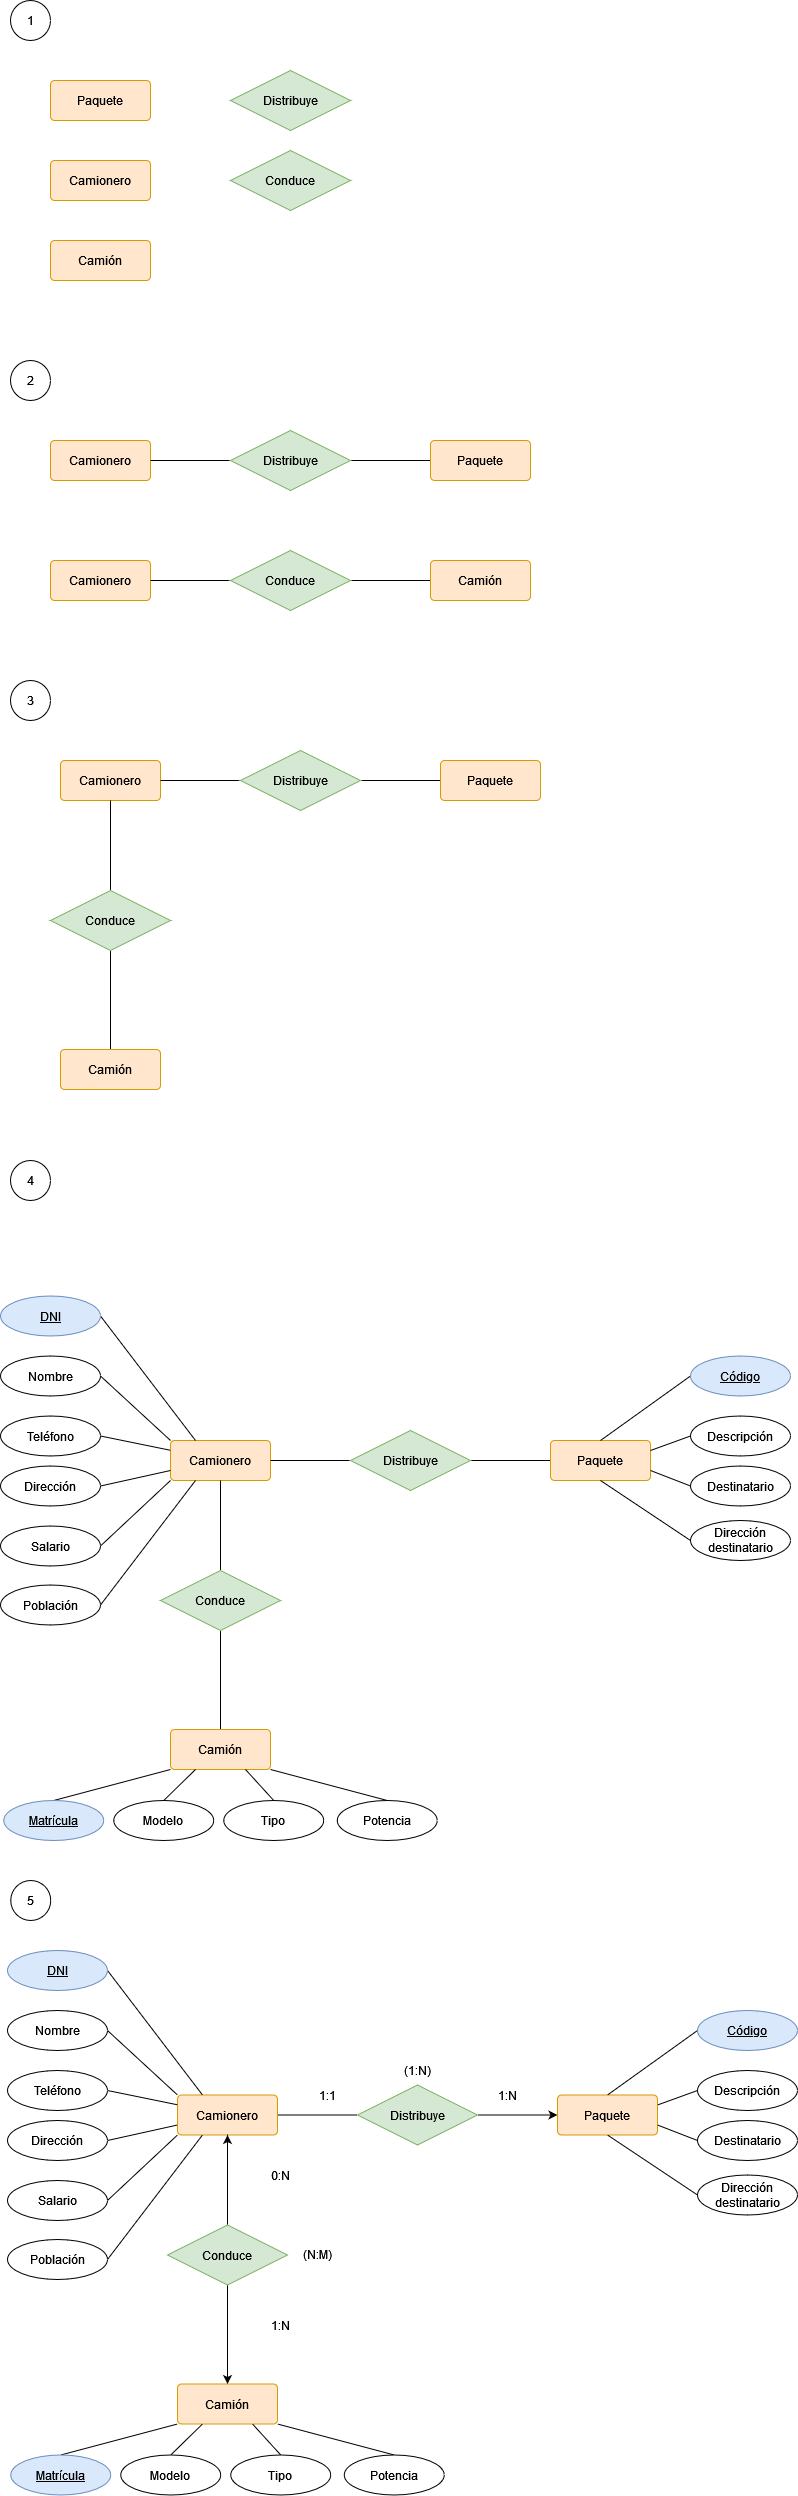 1
Paquete
Distribuye
Camionero
Conduce
Camión
2
Camionero
Distribuye
Paquete
Camionero
Conduce
Camión
3
Camionero
Distribuye
Paquete
Conduce
Camión
4
DNI
Nombre
Código
Teléfono
Descripción
Camionero
Distribuye
Paquete
Dirección
Destinatario
Salario
Dirección
destinatario
Conduce
Población
Camión
Matrícula
Modelo
Tipo
Potencia
5
DNI
Nombre
Código
(1:N)
Teléfono
Descripción
1:1
1:N
Camionero
Distribuye
Paquete
Dirección
Destinatario
0:N
Salario
Dirección
destinatario
Conduce
(N:M)
Población
1:N
Camión
Matrícula
Modelo
Tipo
Potencia